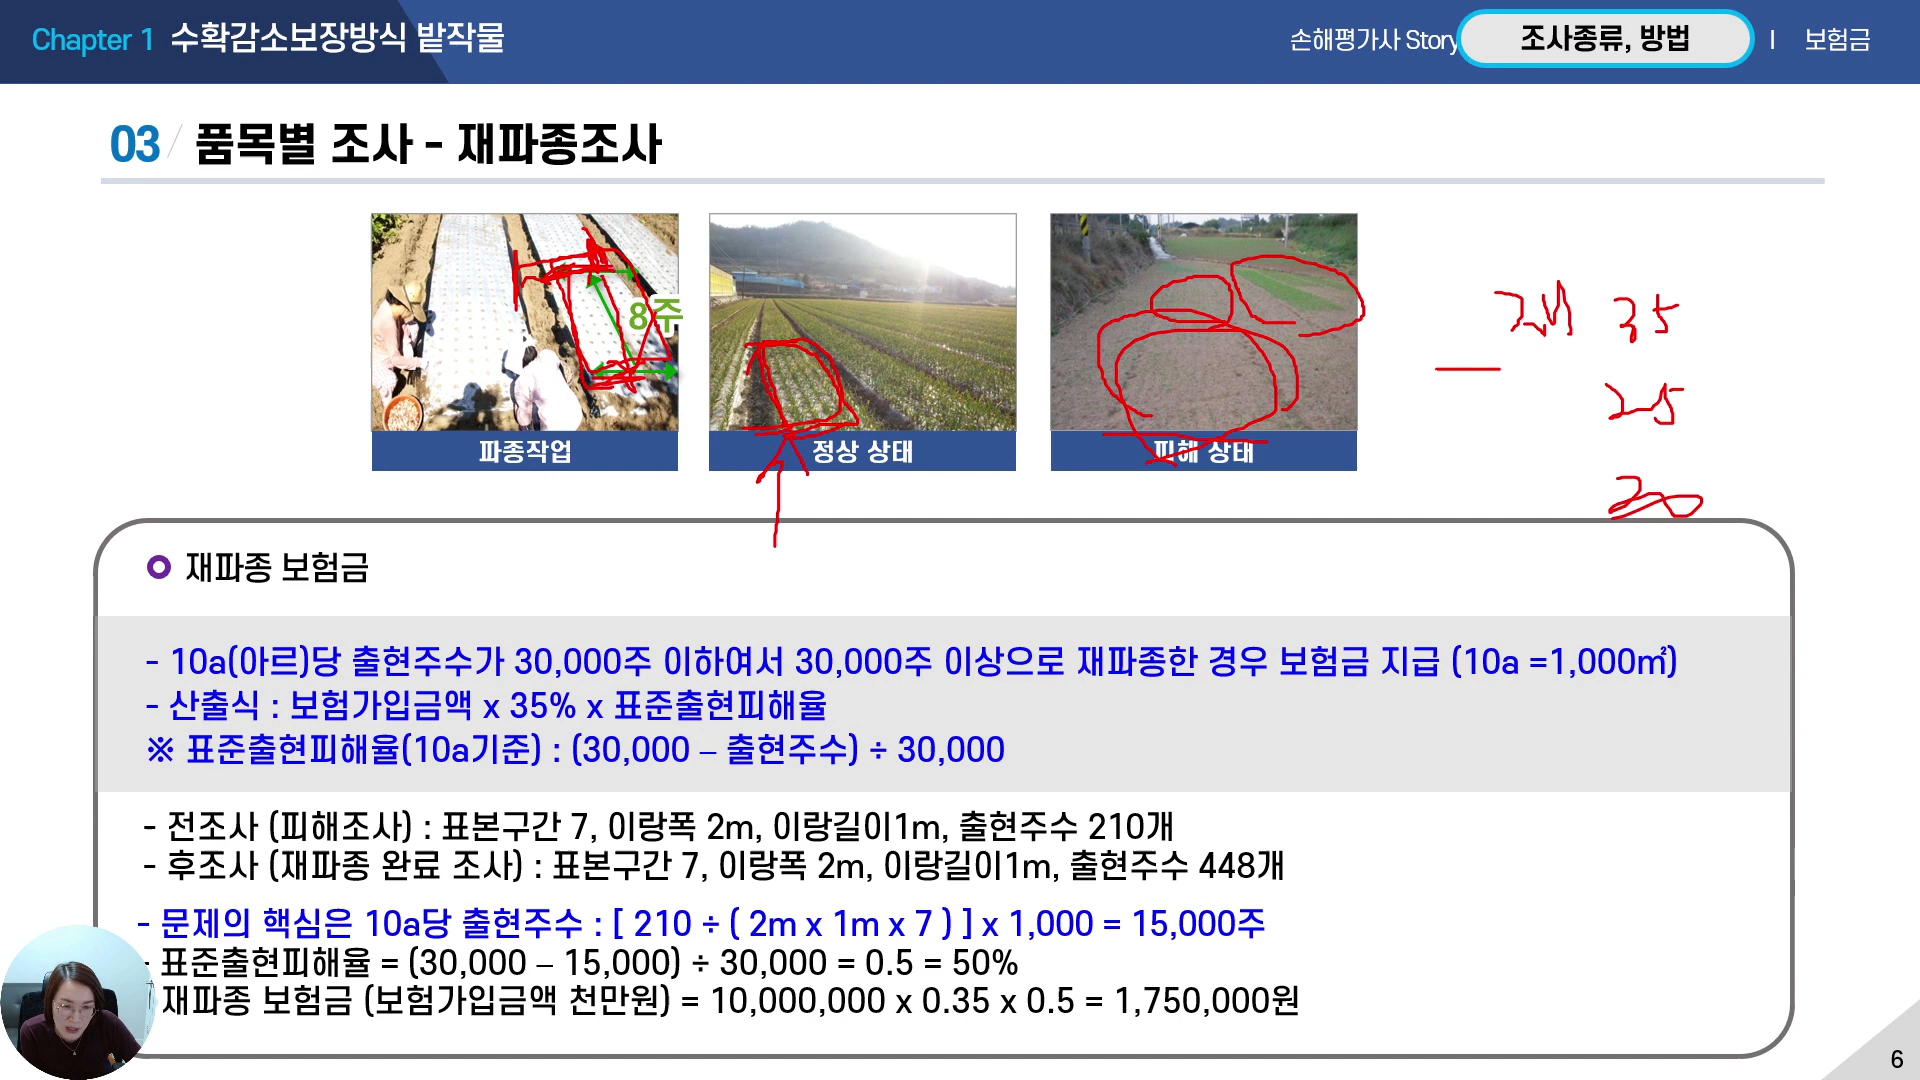 Chapter 1 수확감소보장방식 밭작물
손해평가사 Story 조사종류, 방법 I 보험금
03 품목별 조사 - 재파종조사
8주
파종작업
정상 상태
피해 상태
재 35
25
20
재파종 보험금
- 10a(아르)당 출현주수가 30,000주 이하여서 30,000주 이상으로 재파종한 경우 보험금 지급 (10a =1,000㎡)
- 산출식 : 보험가입금액 x 35% x 표준출현피해율
※ 표준출현피해율(10a기준) : (30,000 – 출현주수) ÷ 30,000
- 전조사 (피해조사) : 표본구간 7, 이랑폭 2m, 이랑길이1m, 출현주수 210개
- 후조사 (재파종 완료 조사) : 표본구간 7, 이랑폭 2m, 이랑길이1m, 출현주수 448개
- 문제의 핵심은 10a당 출현주수 : [ 210 ÷ ( 2m x 1m x 7 ) ] x 1,000 = 15,000주
- 표준출현피해율 = (30,000 – 15,000) ÷ 30,000 = 0.5 = 50%
재파종 보험금 (보험가입금액 천만원) = 10,000,000 x 0.35 x 0.5 = 1,750,000원
6